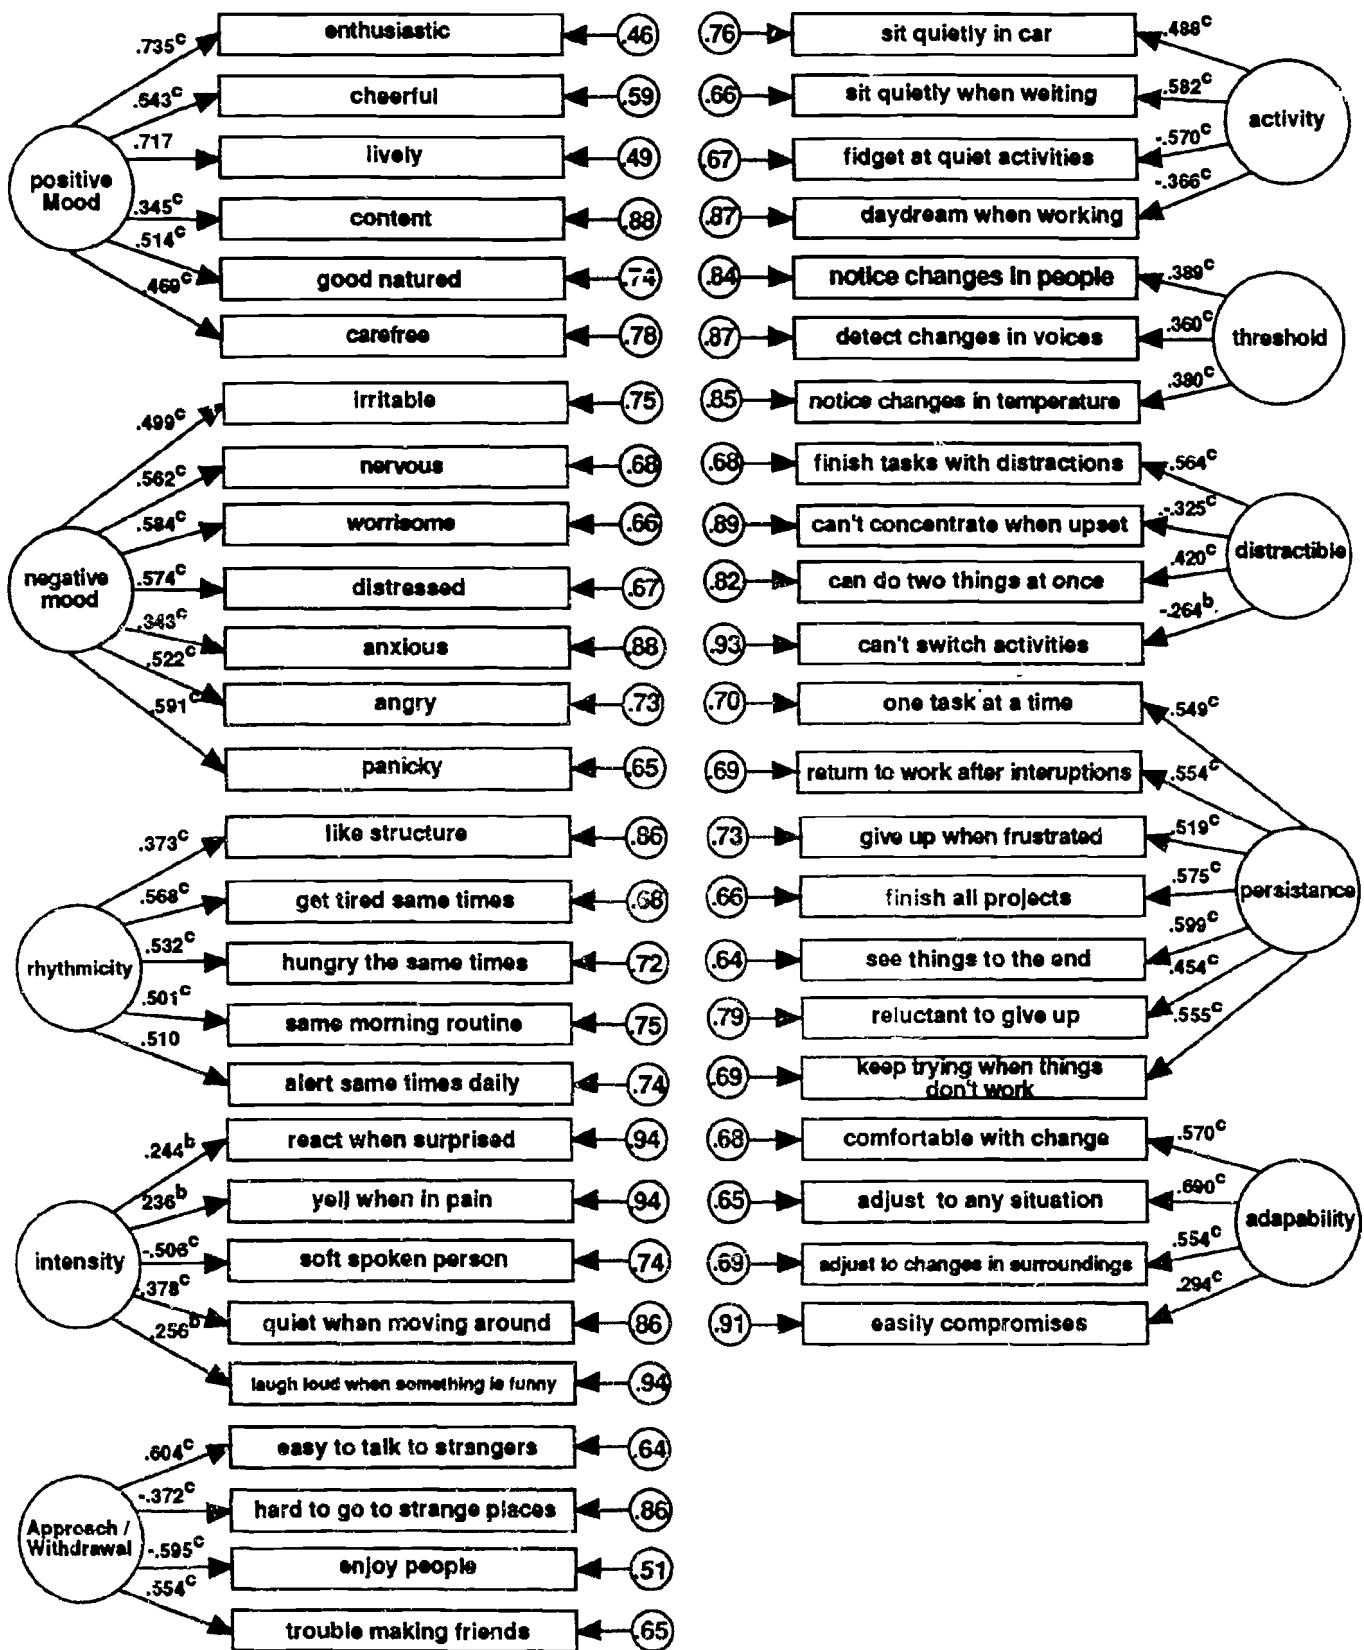 .735c enthusiastic .46
.643c cheerful .59
.717 lively .49
positive
Mood
.345c content .88
.514c good natured .74
.469c carefree .78
.499c irritable .75
.562c nervous .68
.584c worrisome .66
negative
mood
.574c distressed .67
.343c anxious .88
.522c angry .73
.591c panicky .65
.373c like structure .86
.568c get tired same times .68
rhythmicity
.532c hungry the same times .72
.501c same morning routine .75
.510 alert same times daily .74
.244b react when surprised .94
236b yell when in pain .94
intensity
-.506c soft spoken person .74
.378c quiet when moving around .86
.256b laugh loud when something is funny .94
.604c easy to talk to strangers .64
-.372c hard to go to strange places .86
Approach /
Withdrawal
-.595c enjoy people .51
.554c trouble making friends .65
.76 sit quietly in car .488c
.66 sit quietly when weiting .582c
activity
.67 fidget at quiet activities -.570c
.87 daydream when working -.366c
.84 notice changes in people .389c
.87 detect changes in voices .360c
threshold
.85 notice changes in temperature .380c
.68 finish tasks with distractions .564c
.89 can't concentrate when upset -.325c
distractible
.82 can do two things at once .420c
.93 can't switch activities -.264b
.70 one task at a time .549c
.69 return to work after interuptions .554c
.73 give up when frustrated .519c
.66 finish all projects .575c
persistance
.64 see things to the end .599c
.79 reluctant to give up .454c
.69 keep trying when things
don't work .555c
.68 comfortable with change .570c
.65 adjust to any situation .690c
adapability
.69 adjust to changes in surroundings .554c
.91 easily compromises .294c